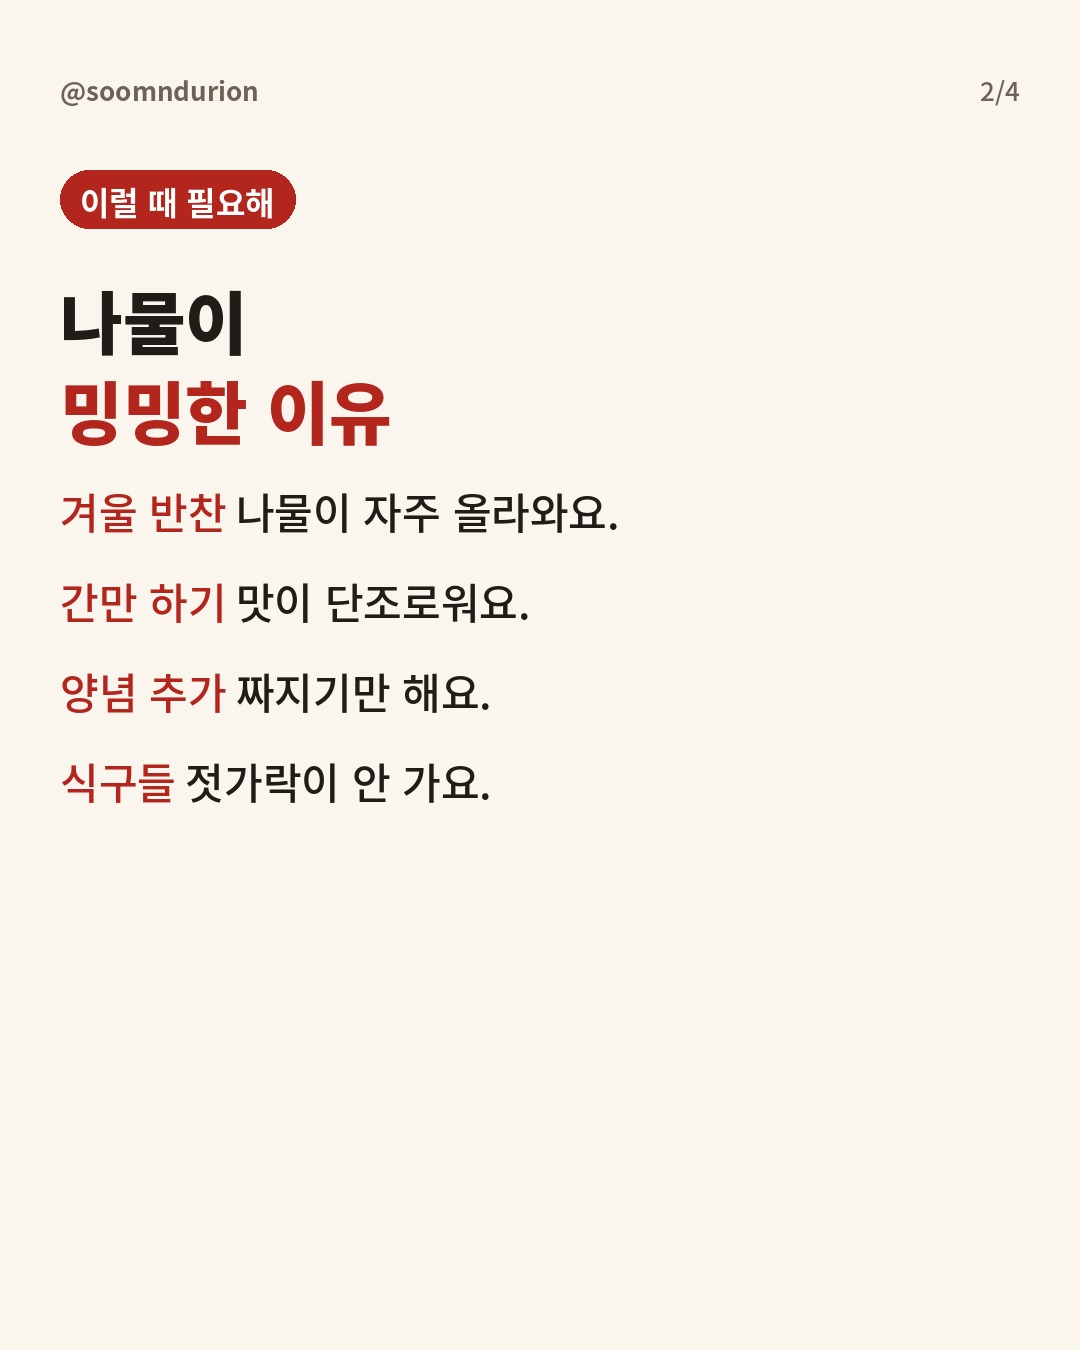 @soomndurion
2/4
이럴 때 필요해
나물이
밍밍한 이유
겨울 반찬 나물이 자주 올라와요.
간만 하기 맛이 단조로워요.
양념 추가 짜지기만 해요.
식구들 젓가락이 안 가요.